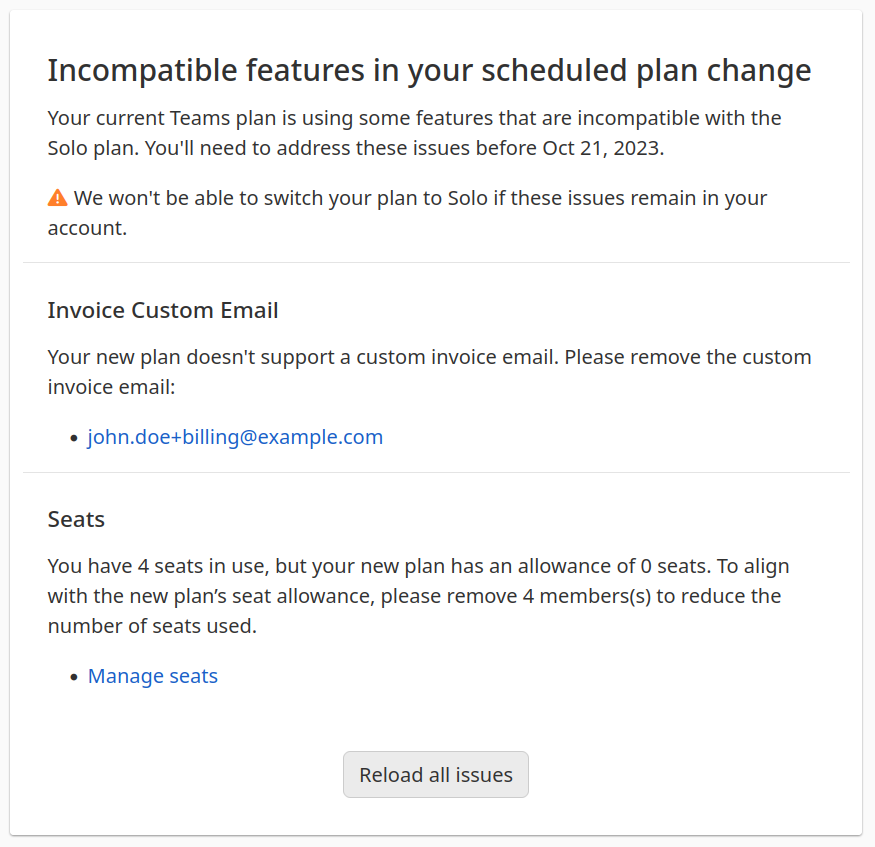 Incompatible features in your scheduled plan change
Your current Teams plan is using some features that are incompatible with the
Solo plan. You'll need to address these issues before Oct 21, 2023.
We won't be able to switch your plan to Solo if these issues remain in your
account.
Invoice Custom Email
Your new plan doesn't support a custom invoice email. Please remove the custom
invoice email:
• john.doe+billing@example.com
Seats
You have 4 seats in use, but your new plan has an allowance of 0 seats. To align
with the new plan’s seat allowance, please remove 4 members(s) to reduce the
number of seats used.
• Manage seats
Reload all issues